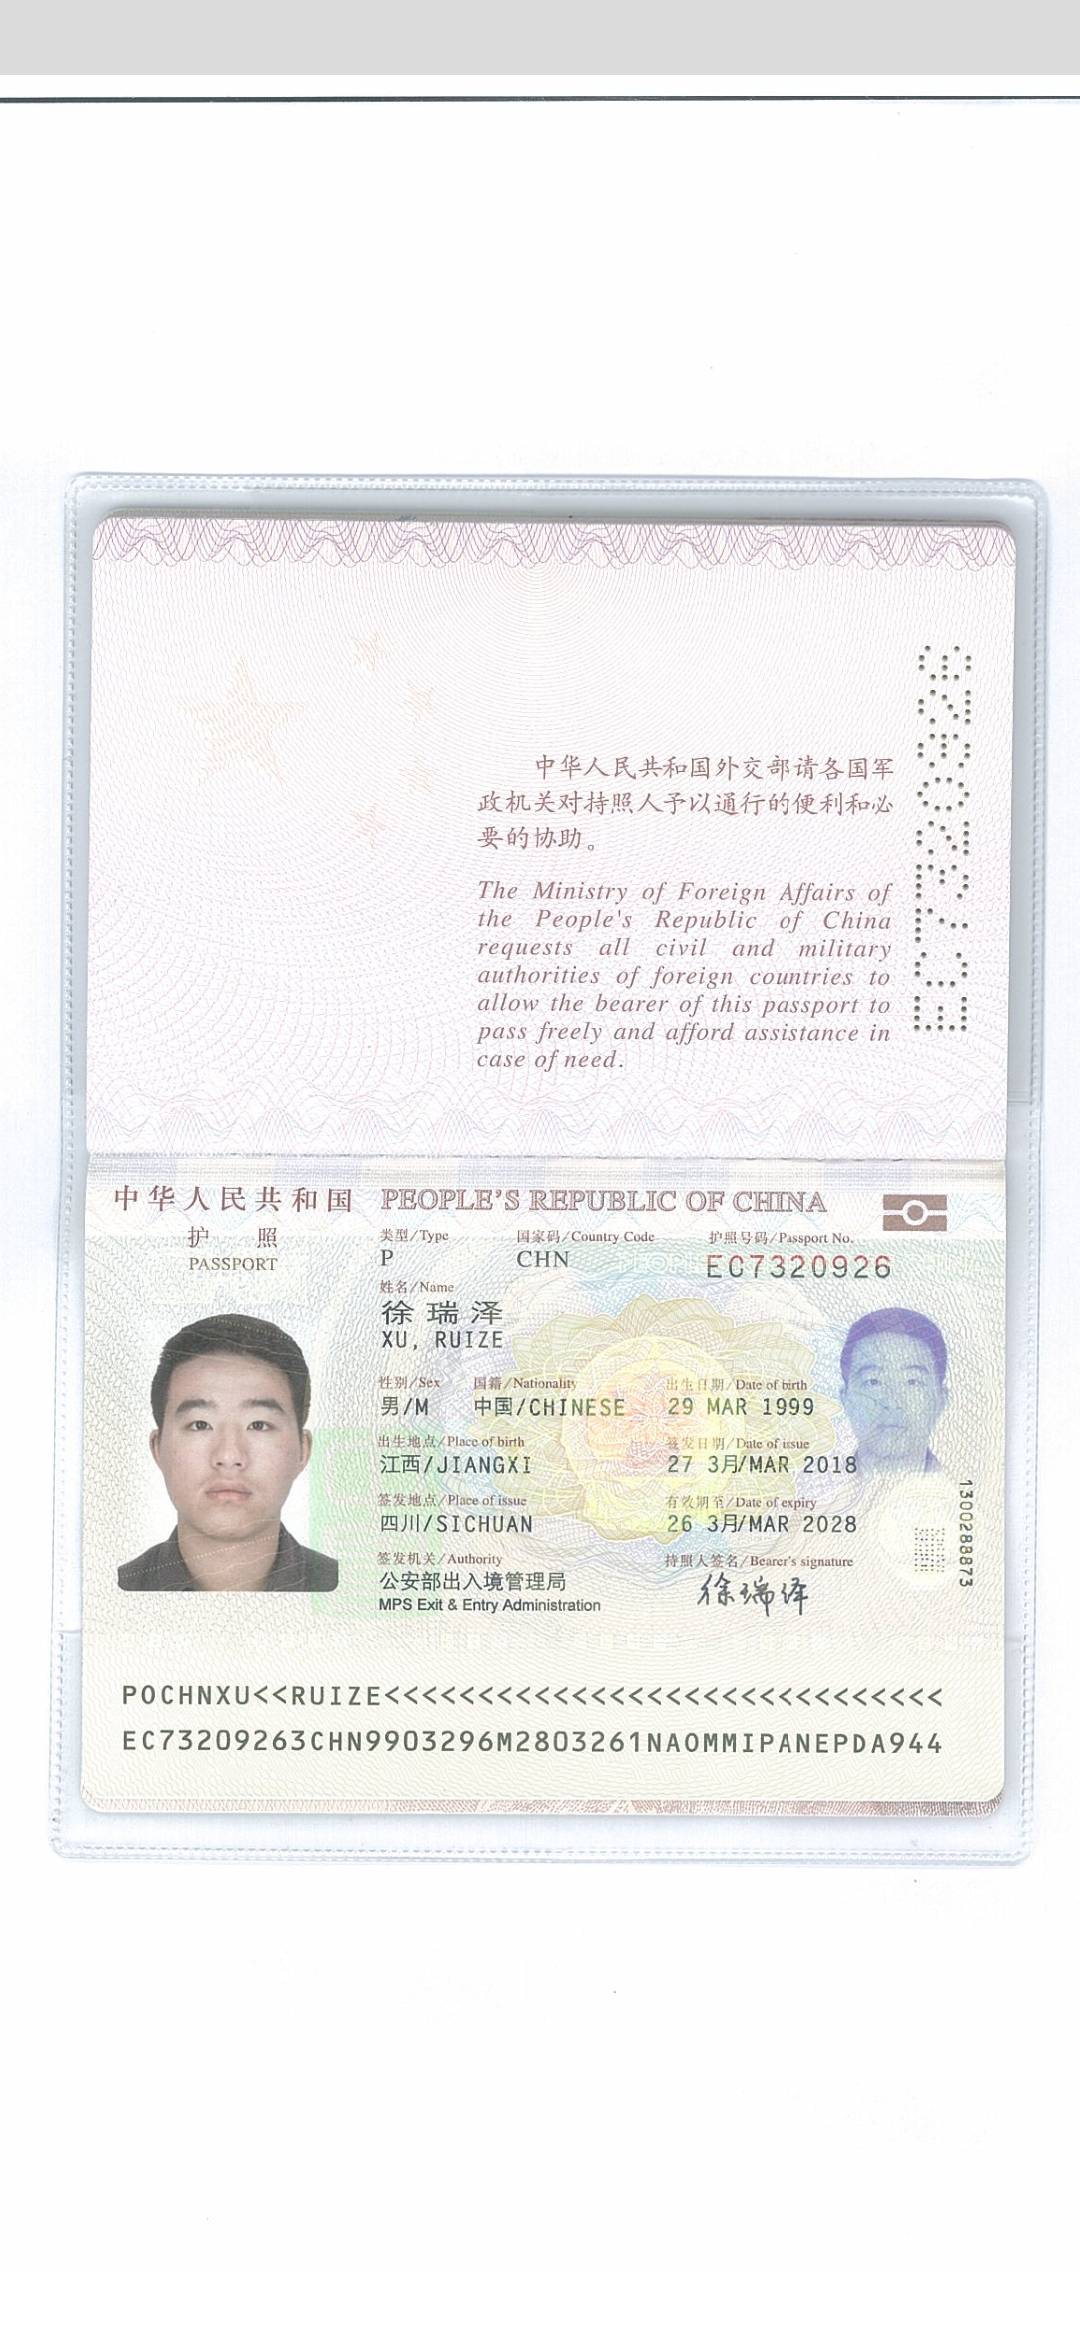 中华人民共和国外交部请各国军
政机关对持照人予以通行的便利和必
要的协助。
The Ministry of Foreign Affairs of
the People's Republic of China
requests all civil and military
authorities of foreign countries to
allow the bearer of this passport to
pass freely and afford assistance in
case of need.
EC7320926
中华人民共和国 PEOPLE'S REPUBLIC OF CHINA
护 照
PASSPORT
类型/Type 国家码/Country Code 护照号码/Passport No.
P CHN EC7320926
姓名/Name
徐瑞泽
XU, RUIZE
性别/Sex 国籍/Nationality 出生日期/Date of birth
男/M 中国/CHINESE 29 MAR 1999
出生地点/Place of birth 签发日期/Date of issue
江西/JIANGXI 27 3月/MAR 2018
签发地点/Place of issue 有效期至/Date of expiry
四川/SICHUAN 26 3月/MAR 2028
签发机关/Authority 持照人签名/Bearer's signature
公安部出入境管理局 徐瑞泽
MPS Exit & Entry Administration
1300288873
POCHNXU<<RUIZE<<<<<<<<<<<<<<<<<<<<<<<<<<<<<<
EC73209263CHN9903296M2803261NAOMMIPANEPDA944